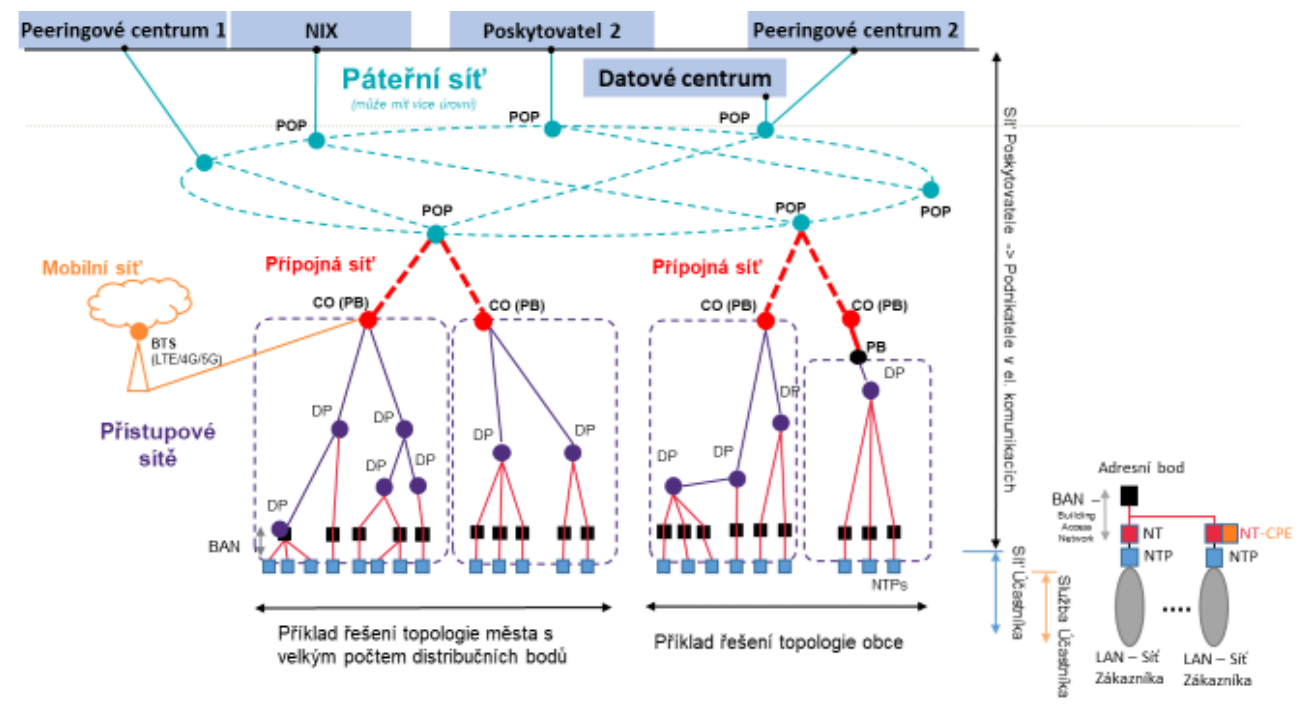 Peeringové centrum 1
NIX
Poskytovatel 2
Peeringové centrum 2
Páteřní síť
(může mít více úrovní)
Datové centrum
POP
POP
POP
POP
POP
POP
Mobilní síť
BTS
(LTE/4G/5G)
Přípojná síť
Přípojná síť
CO (PB)
CO (PB)
CO (PB)
CO (PB)
PB
Přístupové
sítě
DP
DP
DP
DP
DP
DP
DP
DP
DP
DP
DP
BAN
NTPs
Příklad řešení topologie města s
velkým počtem distribučních bodů
Příklad řešení topologie obce
Síť Poskytovatele -> Podnikatele v el. komunikacích
Síť Účastníka
Služba Účastníka
Adresní bod
BAN –
Building
Access
Network
NT
NT-CPE
NTP
NTP
LAN – Síť
Zákazníka
LAN – Síť
Zákazníka